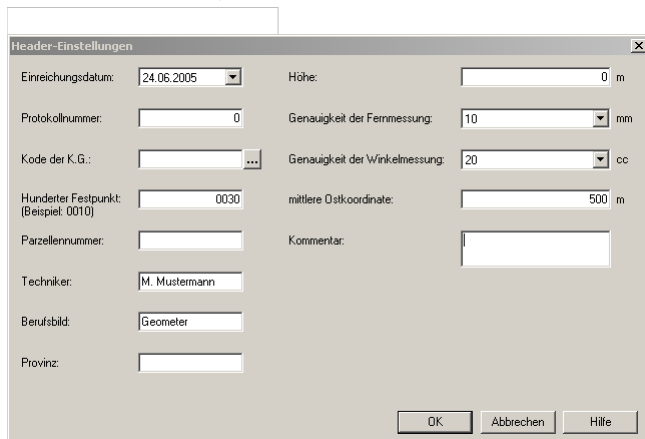 Header-Einstellungen
Einreichungsdatum: 24.06.2005
Protokollnummer: 0
Kode der K.G.: ...
Hunderter Festpunkt: 0030
(Beispiel: 0010)
Parzellennummer:
Techniker: M. Mustermann
Berufsbild: Geometer
Provinz:
Höhe: 0 m
Genauigkeit der Fernmessung: 10 mm
Genauigkeit der Winkelmessung: 20 cc
mittlere Ostkoordinate: 500 m
Kommentar:
OK Abbrechen Hilfe